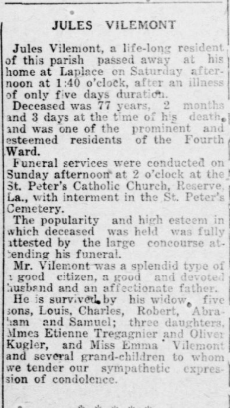 JULES VILEMONT
Jules Vilemont, a life-long resident
of this parish passed away at his
home at Laplace on Saturday after-
noon at 1:40 o'clock, after an illness
of only five days duration.
Deceased was 77 years, 2 months
and 3 days at the time of his death,
and was one of the prominent and
esteemed residents of the Fourth
Ward.
Funeral services were conducted on
Sunday afternoon at 2 o'clock at the
St. Peter's Catholic Church, Reserve,
La., with interment in the St. Peter's
Cemetery.
The popularity and high esteem in
which deceased was held was fully
attested by the large concourse at-
tending his funeral.
Mr. Vilemont was a splendid type of
a good citizen, a good and devoted
husband and an affectionate father.
He is survived by his widow, five
sons, Louis, Charles, Robert, Abra-
ham and Samuel; three daughters,
Mmes Etienne Tregagnier and Oliver
Kugler, and Miss Emma Vilemont
and several grand-children to whom
we tender our sympathetic expres-
sion of condolence.